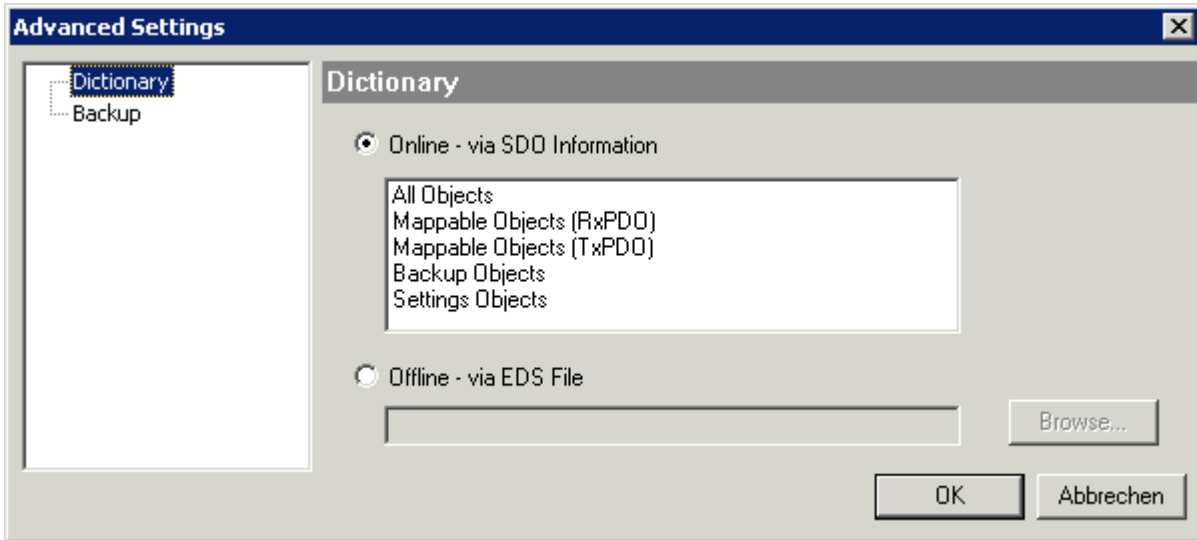 Advanced Settings
Dictionary
Backup
Dictionary
Online - via SDO Information
All Objects
Mappable Objects (RxPDO)
Mappable Objects (TxPDO)
Backup Objects
Settings Objects
Offline - via EDS File
Browse...
OK
Abbrechen